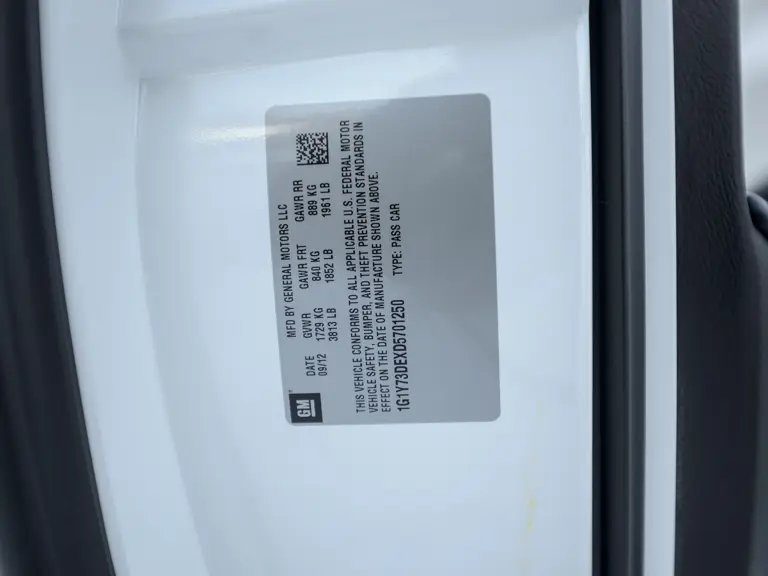 GM
MFD BY GENERAL MOTORS LLC
DATE GVWR GAWR FRT GAWR RR
09/12 1729 KG 840 KG 889 KG
3813 LB 1852 LB 1961 LB
THIS VEHICLE CONFORMS TO ALL APPLICABLE U.S. FEDERAL MOTOR
VEHICLE SAFETY, BUMPER, AND THEFT PREVENTION STANDARDS IN
EFFECT ON THE DATE OF MANUFACTURE SHOWN ABOVE.
1G1Y73DEXD5701250 TYPE: PASS CAR